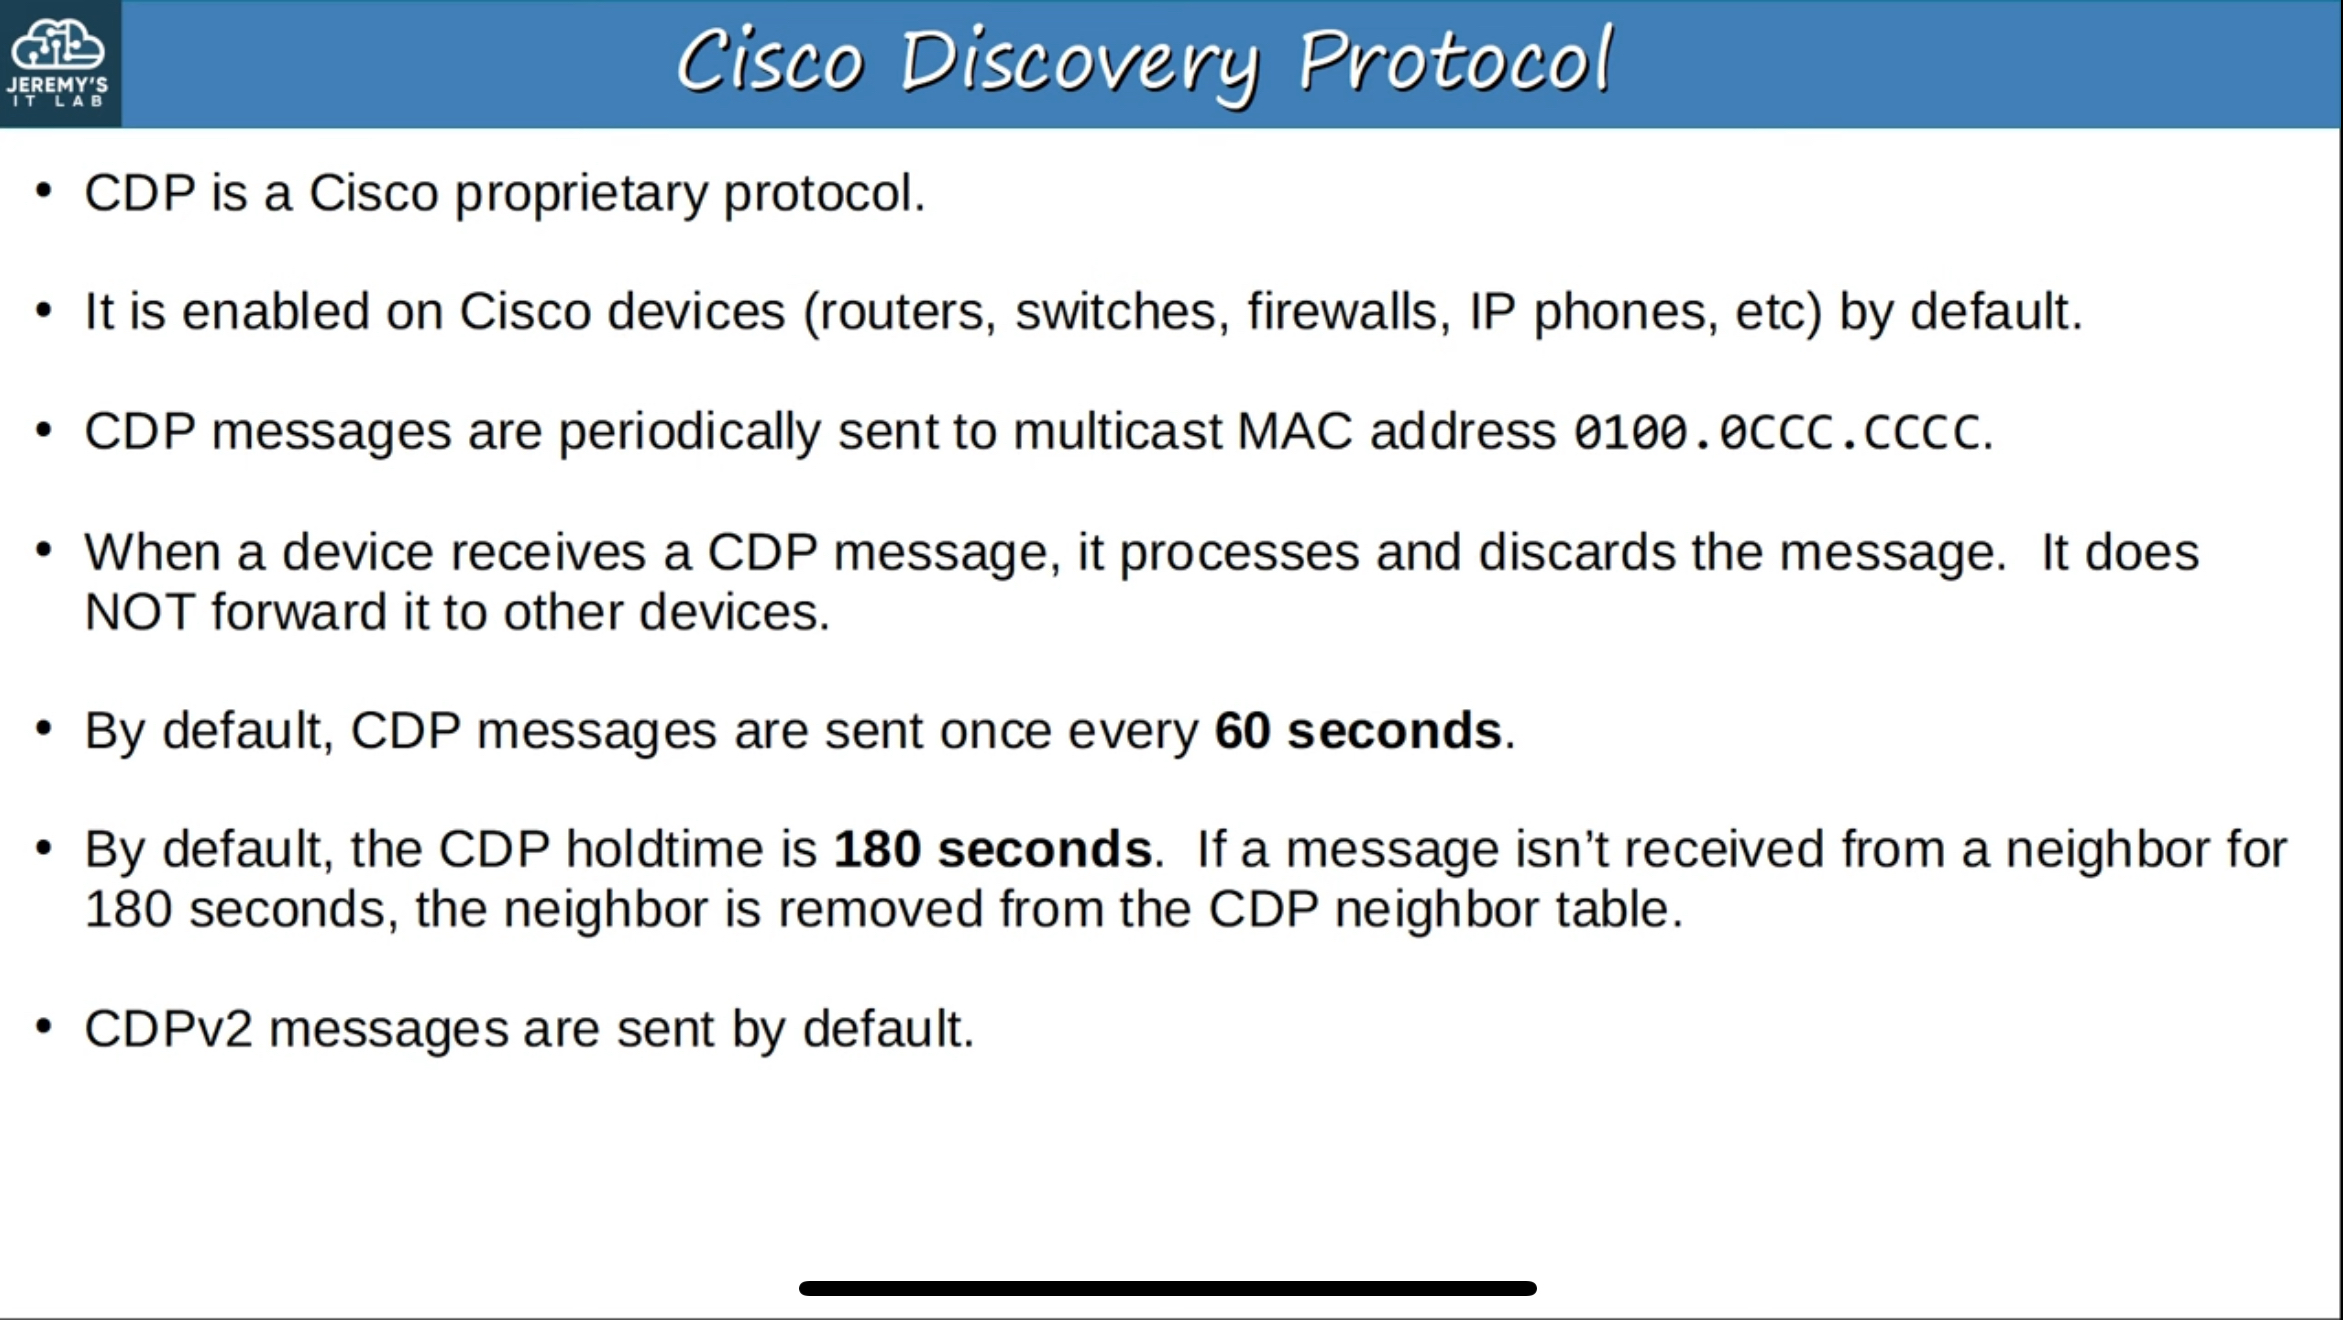 JEREMY'S
IT LAB
Cisco Discovery Protocol
• CDP is a Cisco proprietary protocol.
• It is enabled on Cisco devices (routers, switches, firewalls, IP phones, etc) by default.
• CDP messages are periodically sent to multicast MAC address 0100.0CCC.CCCC.
• When a device receives a CDP message, it processes and discards the message.  It does
NOT forward it to other devices.
• By default, CDP messages are sent once every 60 seconds.
• By default, the CDP holdtime is 180 seconds.  If a message isn’t received from a neighbor for
180 seconds, the neighbor is removed from the CDP neighbor table.
• CDPv2 messages are sent by default.